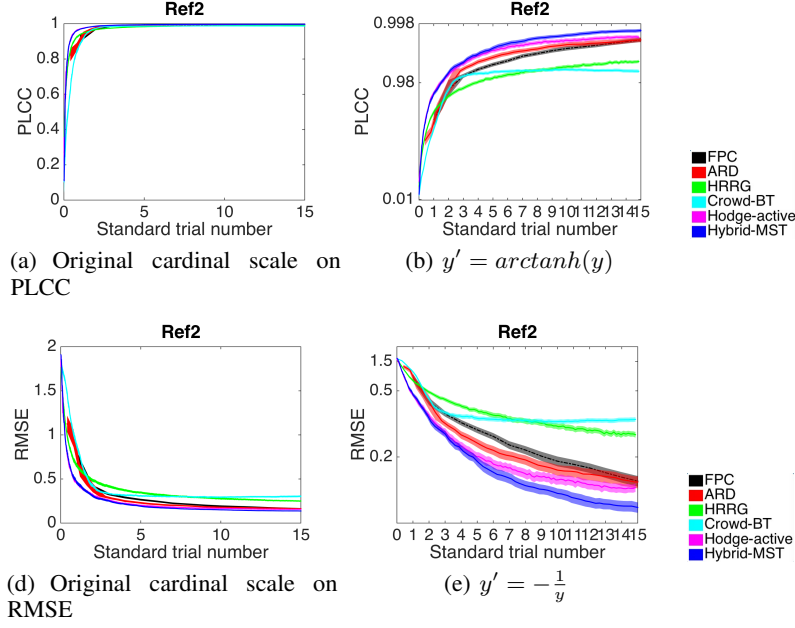 Ref2
PLCC
1
0.8
0.6
0.4
0.2
0
0 5 10 15
Standard trial number
(a) Original cardinal scale on
PLCC
Ref2
PLCC
0.998
0.98
0.01
0 1 2 3 4 5 6 7 8 9 10 11 12 13 14 15
Standard trial number
(b) y′ = arctanh(y)
FPC
ARD
HRRG
Crowd-BT
Hodge-active
Hybrid-MST
Ref2
RMSE
2
1.5
1
0.5
0
0 5 10 15
Standard trial number
(d) Original cardinal scale on
RMSE
Ref2
RMSE
1.5
0.5
0.2
0 1 2 3 4 5 6 7 8 9 10 11 12 13 14 15
Standard trial number
(e) y′ = −1/y
FPC
ARD
HRRG
Crowd-BT
Hodge-active
Hybrid-MST